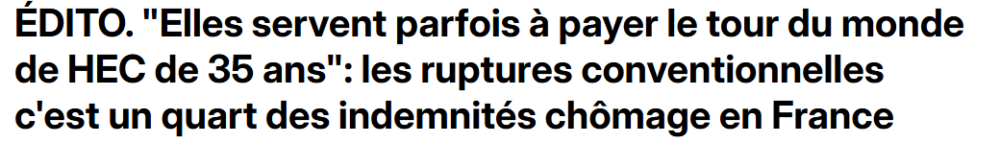 ÉDITO. "Elles servent parfois à payer le tour du monde
de HEC de 35 ans": les ruptures conventionnelles
c'est un quart des indemnités chômage en France